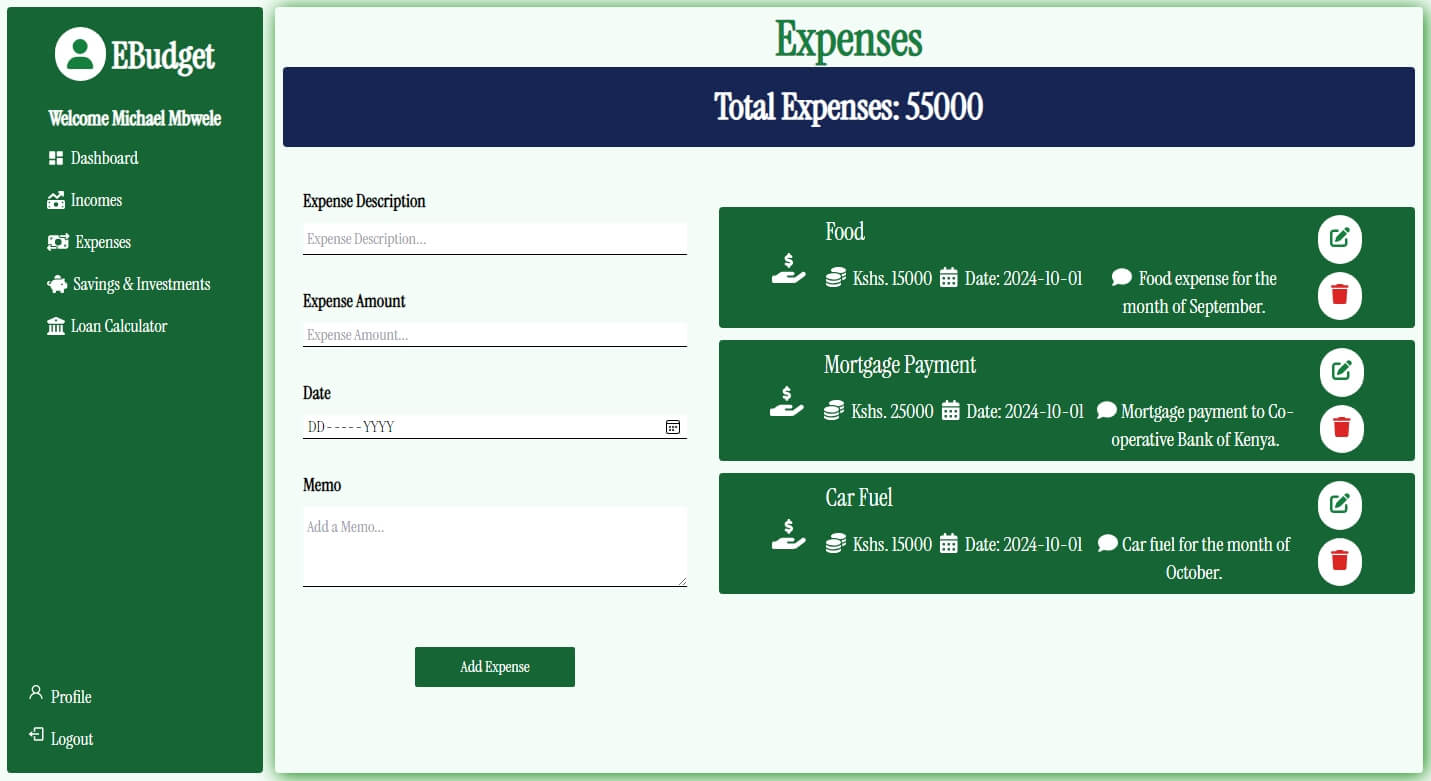 EBudget
Welcome Michael Mbwele
Dashboard
Incomes
Expenses
Savings & Investments
Loan Calculator
Profile
Logout
Expenses
Total Expenses: 55000
Expense Description
Expense Description...
Expense Amount
Expense Amount...
Date
DD-----YYYY
Memo
Add a Memo...
Add Expense
Food
Kshs. 15000 Date: 2024-10-01 Food expense for the
month of September.
Mortgage Payment
Kshs. 25000 Date: 2024-10-01 Mortgage payment to Co-
operative Bank of Kenya.
Car Fuel
Kshs. 15000 Date: 2024-10-01 Car fuel for the month of
October.